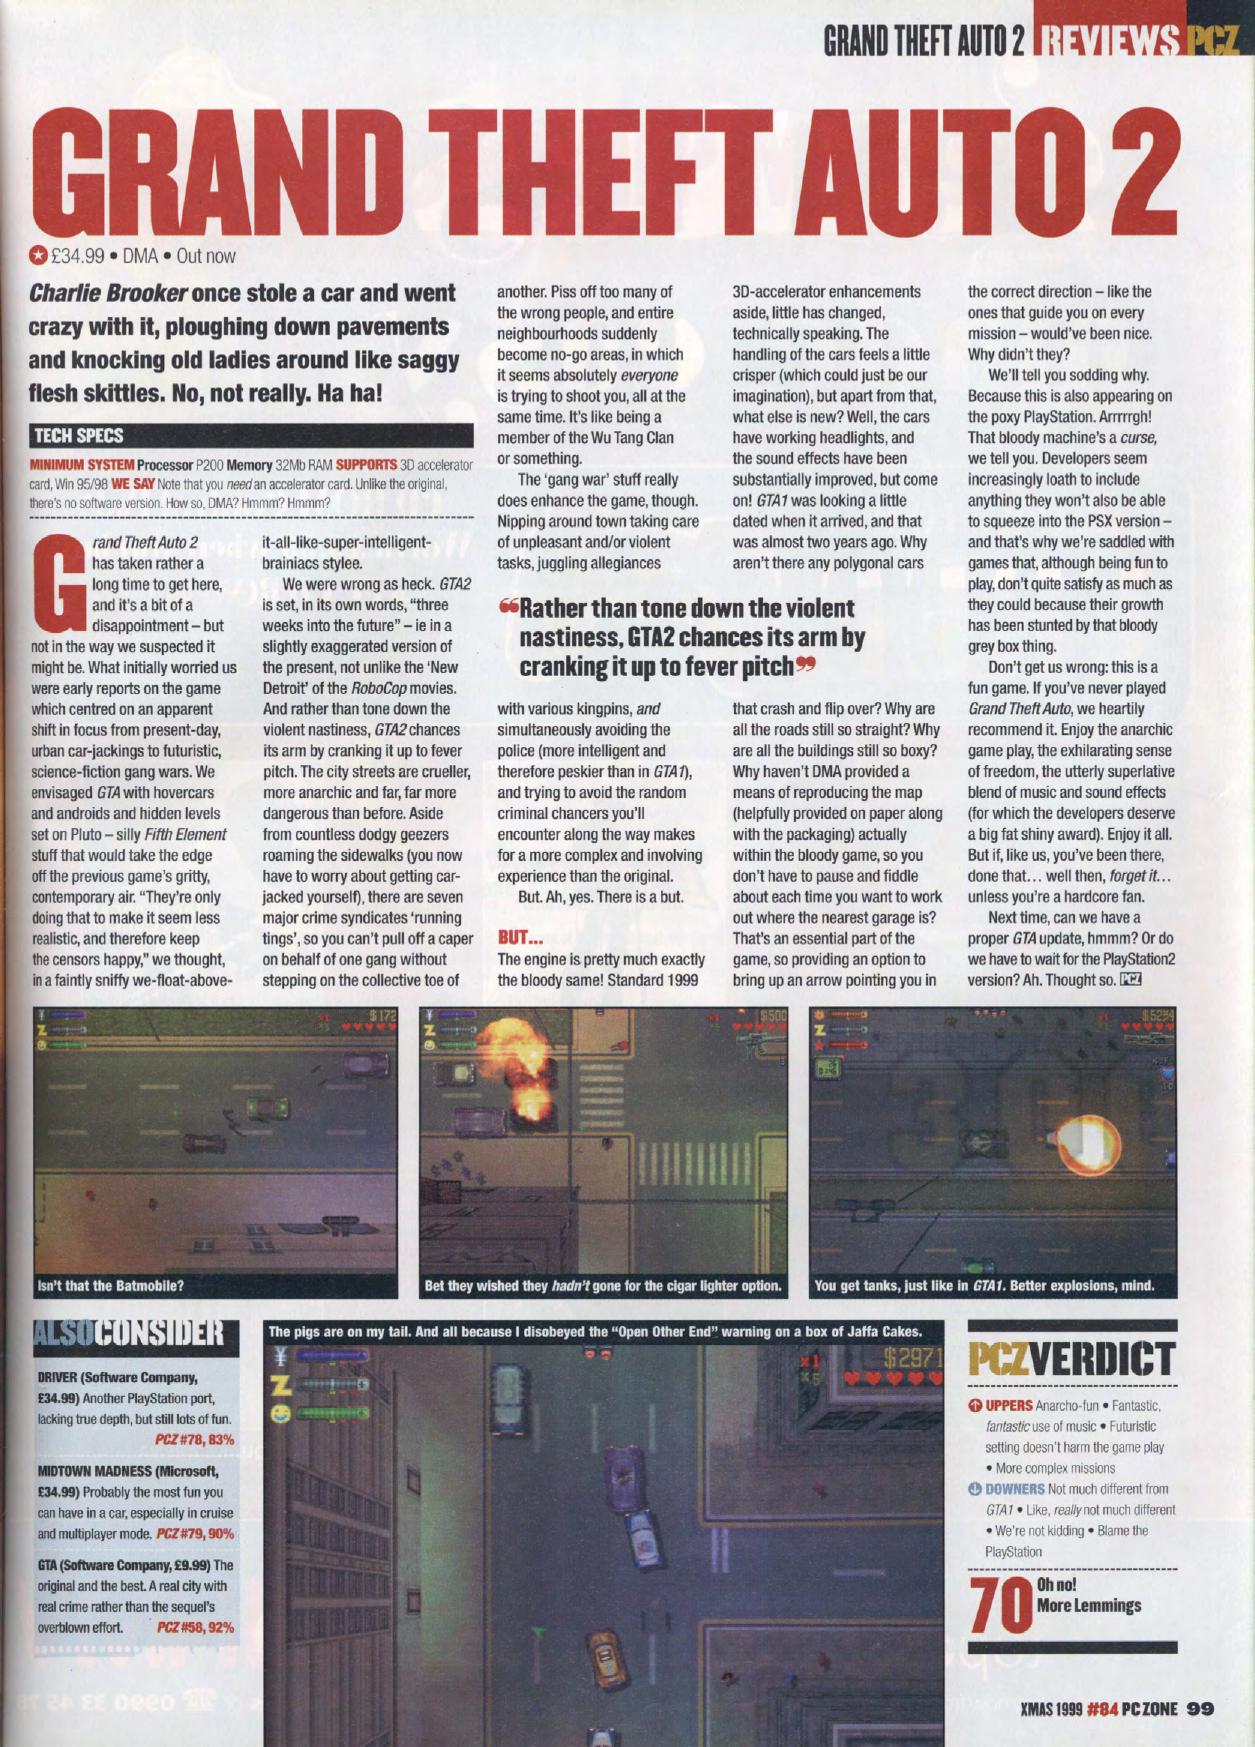 GRAND THEFT AUTO 2 REVIEWS PCZ
GRAND THEFT AUTO 2
£34.99 • DMA • Out now
Charlie Brooker once stole a car and went
crazy with it, ploughing down pavements
and knocking old ladies around like saggy
flesh skittles. No, not really. Ha ha!
TECH SPECS
MINIMUM SYSTEM Processor P200 Memory 32Mb RAM SUPPORTS 3D accelerator
card, Win 95/98 WE SAY Note that you need an accelerator card. Unlike the original,
there's no software version. How so, DMA? Hmmm? Hmmm?
Grand Theft Auto 2
has taken rather a
long time to get here,
and it's a bit of a
disappointment – but
not in the way we suspected it
might be. What initially worried us
were early reports on the game
which centred on an apparent
shift in focus from present-day,
urban car-jackings to futuristic,
science-fiction gang wars. We
envisaged GTA with hovercars
and androids and hidden levels
set on Pluto – silly Fifth Element
stuff that would take the edge
off the previous game's gritty,
contemporary air. "They're only
doing that to make it seem less
realistic, and therefore keep
the censors happy," we thought,
in a faintly sniffy we-float-above-
it-all-like-super-intelligent-
brainiacs stylee.
We were wrong as heck. GTA2
is set, in its own words, "three
weeks into the future" – ie in a
slightly exaggerated version of
the present, not unlike the 'New
Detroit' of the RoboCop movies.
And rather than tone down the
violent nastiness, GTA2 chances
its arm by cranking it up to fever
pitch. The city streets are crueller,
more anarchic and far, far more
dangerous than before. Aside
from countless dodgy geezers
roaming the sidewalks (you now
have to worry about getting car-
jacked yourself), there are seven
major crime syndicates 'running
tings', so you can't pull off a caper
on behalf of one gang without
stepping on the collective toe of
another. Piss off too many of
the wrong people, and entire
neighbourhoods suddenly
become no-go areas, in which
it seems absolutely everyone
is trying to shoot you, all at the
same time. It's like being a
member of the Wu Tang Clan
or something.
The 'gang war' stuff really
does enhance the game, though.
Nipping around town taking care
of unpleasant and/or violent
tasks, juggling allegiances
“Rather than tone down the violent
nastiness, GTA2 chances its arm by
cranking it up to fever pitch”
with various kingpins, and
simultaneously avoiding the
police (more intelligent and
therefore peskier than in GTA1),
and trying to avoid the random
criminal chancers you'll
encounter along the way makes
for a more complex and involving
experience than the original.
But. Ah, yes. There is a but.
BUT...
The engine is pretty much exactly
the bloody same! Standard 1999
3D-accelerator enhancements
aside, little has changed,
technically speaking. The
handling of the cars feels a little
crisper (which could just be our
imagination), but apart from that,
what else is new? Well, the cars
have working headlights, and
the sound effects have been
substantially improved, but come
on! GTA1 was looking a little
dated when it arrived, and that
was almost two years ago. Why
aren't there any polygonal cars
that crash and flip over? Why are
all the roads still so straight? Why
are all the buildings still so boxy?
Why haven't DMA provided a
means of reproducing the map
(helpfully provided on paper along
with the packaging) actually
within the bloody game, so you
don't have to pause and fiddle
about each time you want to work
out where the nearest garage is?
That's an essential part of the
game, so providing an option to
bring up an arrow pointing you in
the correct direction – like the
ones that guide you on every
mission – would've been nice.
Why didn't they?
We'll tell you sodding why.
Because this is also appearing on
the poxy PlayStation. Arrrrrgh!
That bloody machine's a curse,
we tell you. Developers seem
increasingly loath to include
anything they won't also be able
to squeeze into the PSX version –
and that's why we're saddled with
games that, although being fun to
play, don't quite satisfy as much as
they could because their growth
has been stunted by that bloody
grey box thing.
Don't get us wrong: this is a
fun game. If you've never played
Grand Theft Auto, we heartily
recommend it. Enjoy the anarchic
game play, the exhilarating sense
of freedom, the utterly superlative
blend of music and sound effects
(for which the developers deserve
a big fat shiny award). Enjoy it all.
But if, like us, you've been there,
done that... well then, forget it...
unless you're a hardcore fan.
Next time, can we have a
proper GTA update, hmmm? Or do
we have to wait for the PlayStation2
version? Ah. Thought so. PCZ
$172
Isn't that the Batmobile?
$500
Bet they wished they hadn't gone for the cigar lighter option.
$5234
You get tanks, just like in GTA1. Better explosions, mind.
ALSO CONSIDER
DRIVER (Software Company,
£34.99) Another PlayStation port,
lacking true depth, but still lots of fun.
PCZ #78, 83%
MIDTOWN MADNESS (Microsoft,
£34.99) Probably the most fun you
can have in a car, especially in cruise
and multiplayer mode. PCZ #79, 90%
GTA (Software Company, £9.99) The
original and the best. A real city with
real crime rather than the sequel's
overblown effort. PCZ #58, 92%
The pigs are on my tail. And all because I disobeyed the "Open Other End" warning on a box of Jaffa Cakes.
x1 $2971
x5
PCZVERDICT
UPPERS Anarcho-fun • Fantastic,
fantastic use of music • Futuristic
setting doesn't harm the game play
• More complex missions
DOWNERS Not much different from
GTA1 • Like, really not much different
• We're not kidding • Blame the
PlayStation
70 Oh no!
More Lemmings
XMAS 1999 #84 PC ZONE 99